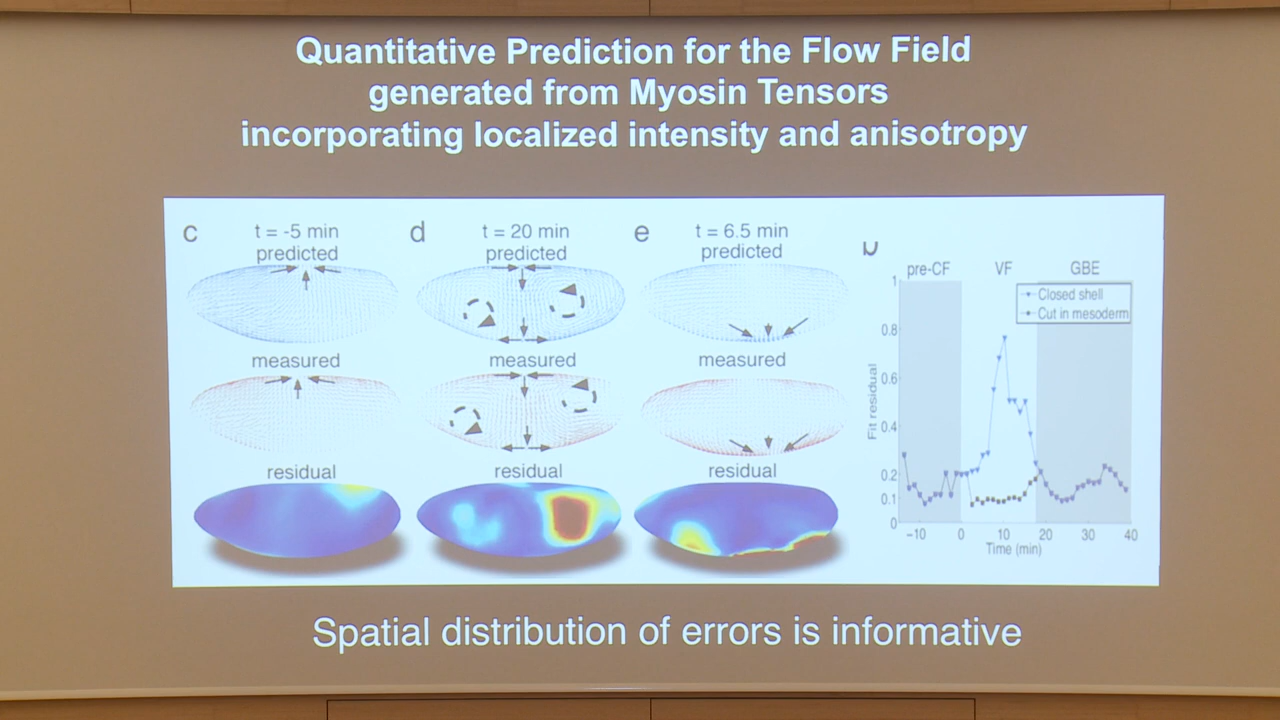 Quantitative Prediction for the Flow Field
generated from Myosin Tensors
incorporating localized intensity and anisotropy
c
t = -5 min
predicted
measured
residual
d
t = 20 min
predicted
measured
residual
e
t = 6.5 min
predicted
measured
residual
pre-CF
VF
GBE
Closed shell
Cut in mesoderm
Fit residual
1
0.8
0.6
0.4
0.2
0.1
0
−10
0
10
20
30
40
Time (min)
Spatial distribution of errors is informative